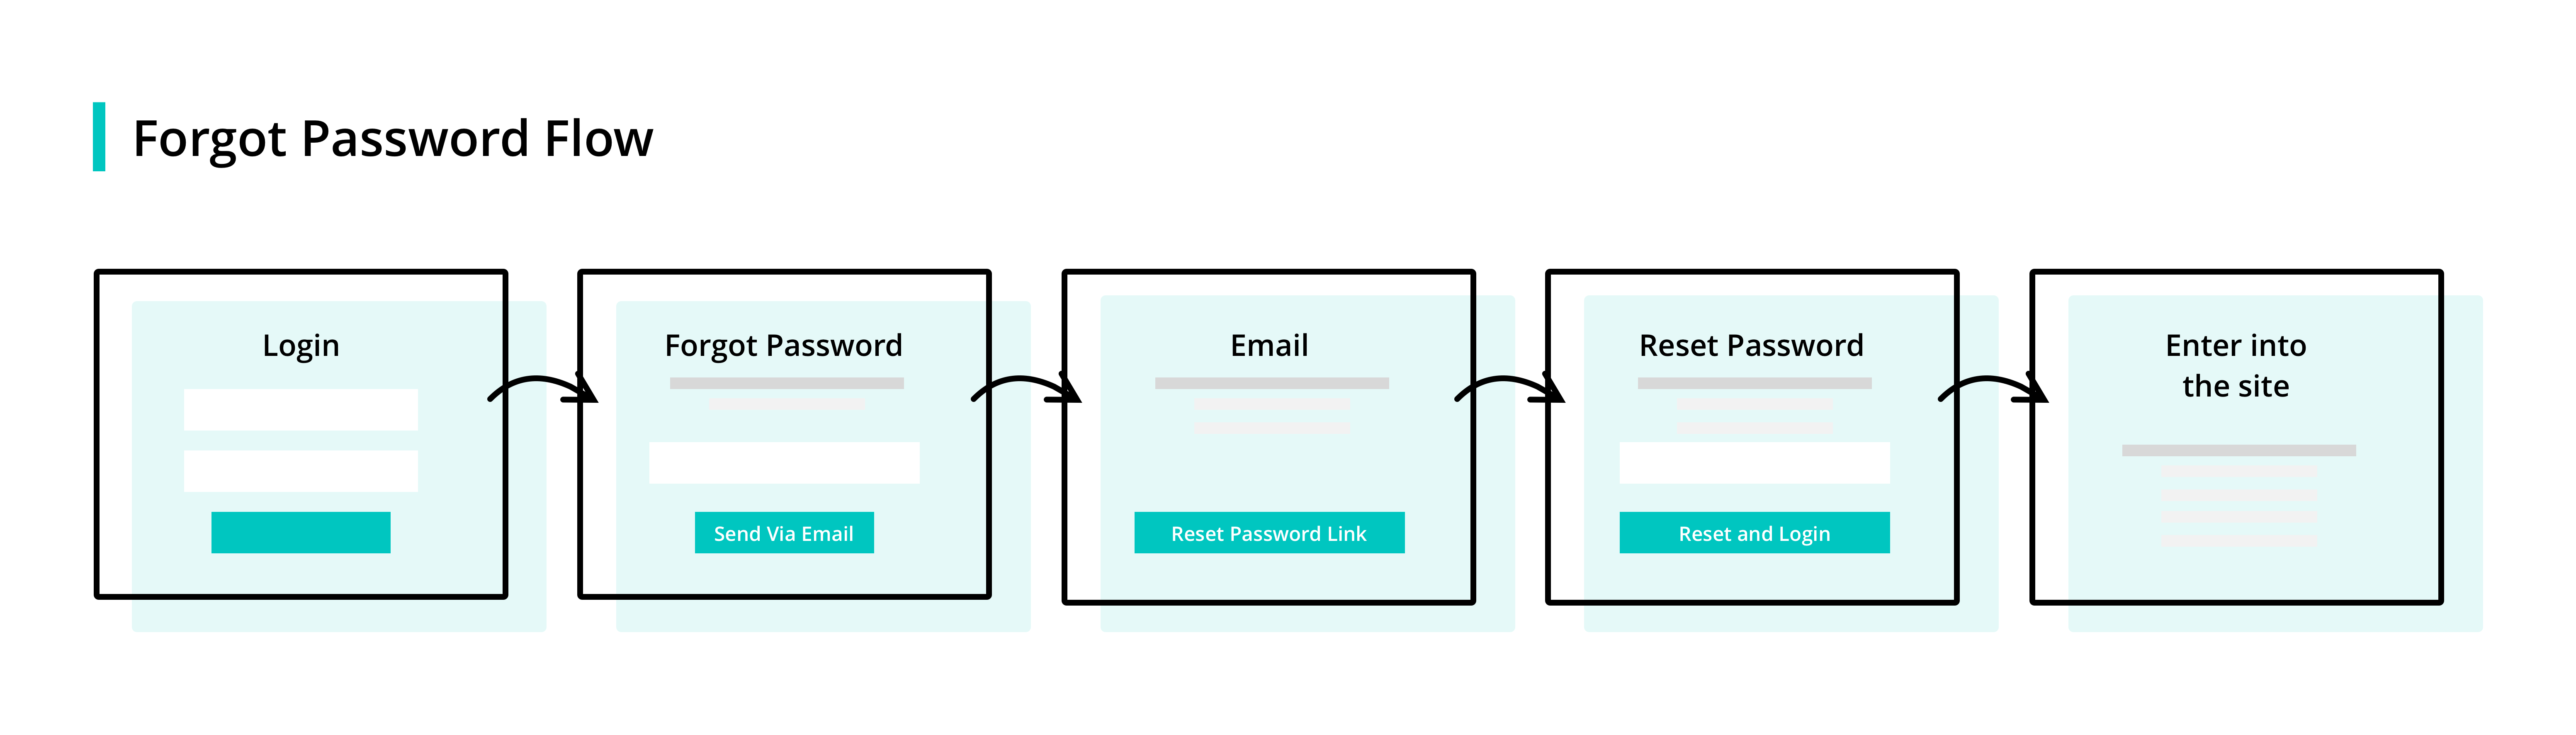 Forgot Password Flow
Login
Forgot Password
Send Via Email
Email
Reset Password Link
Reset Password
Reset and Login
Enter into
the site